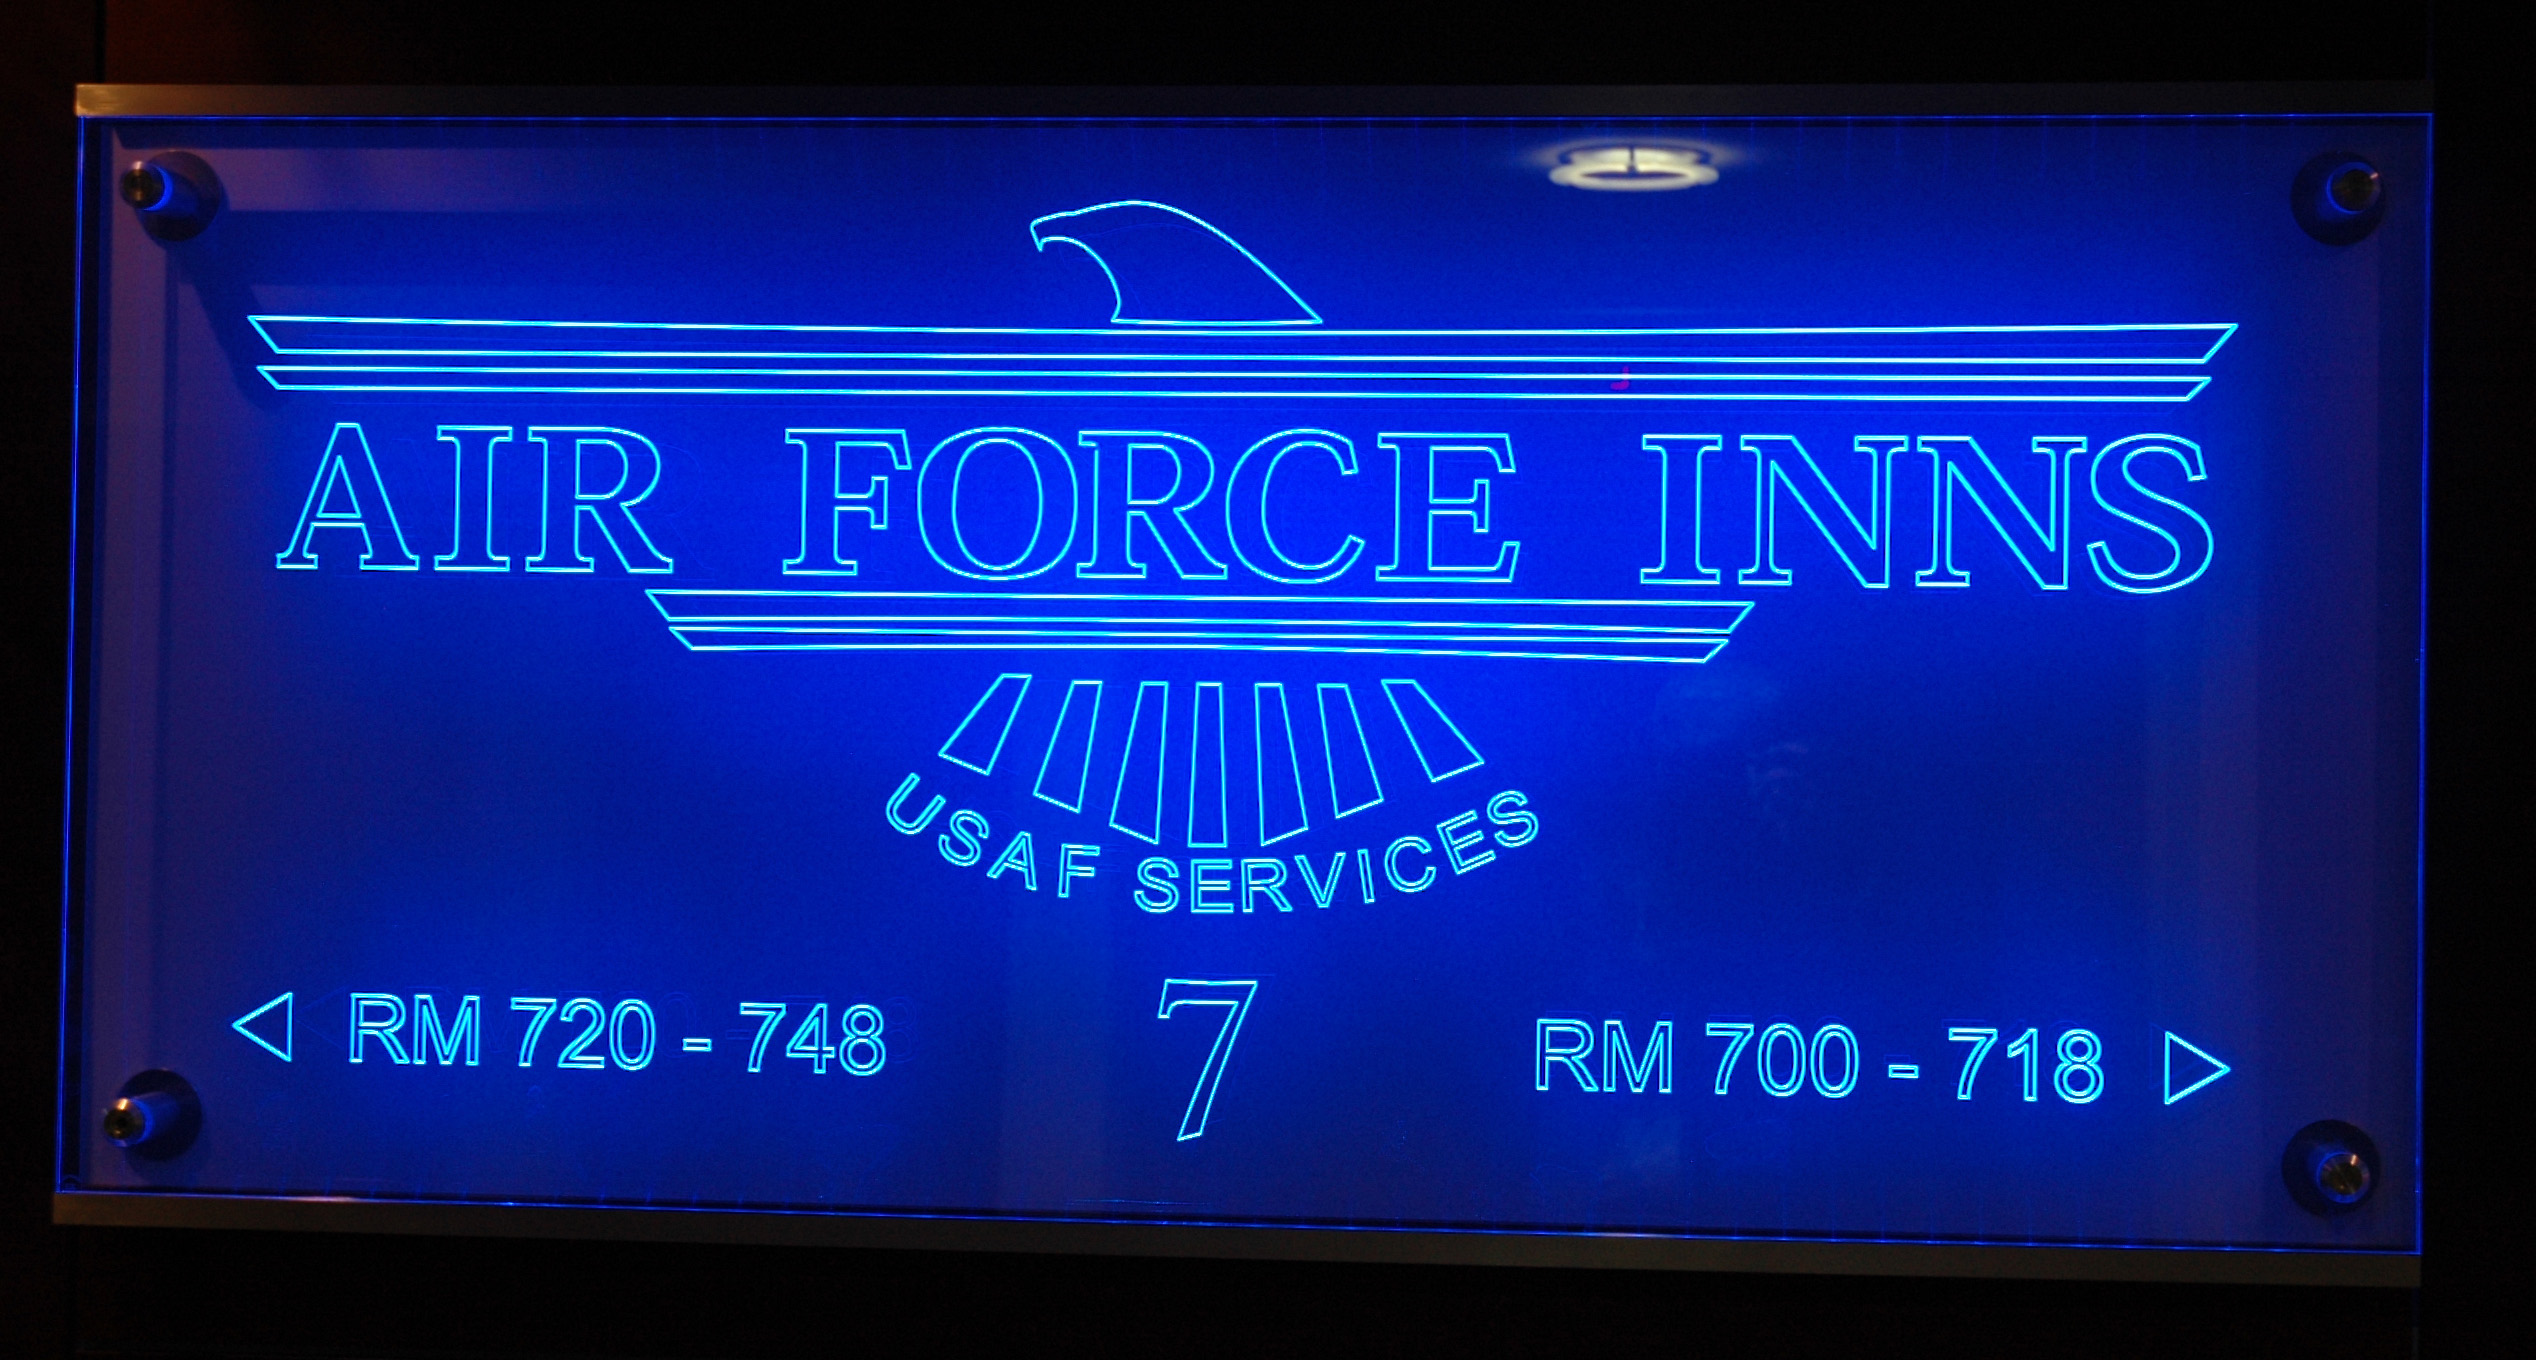 AIR FORCE INNS
USAF SERVICES
7
RM 720 - 748
RM 700 - 718